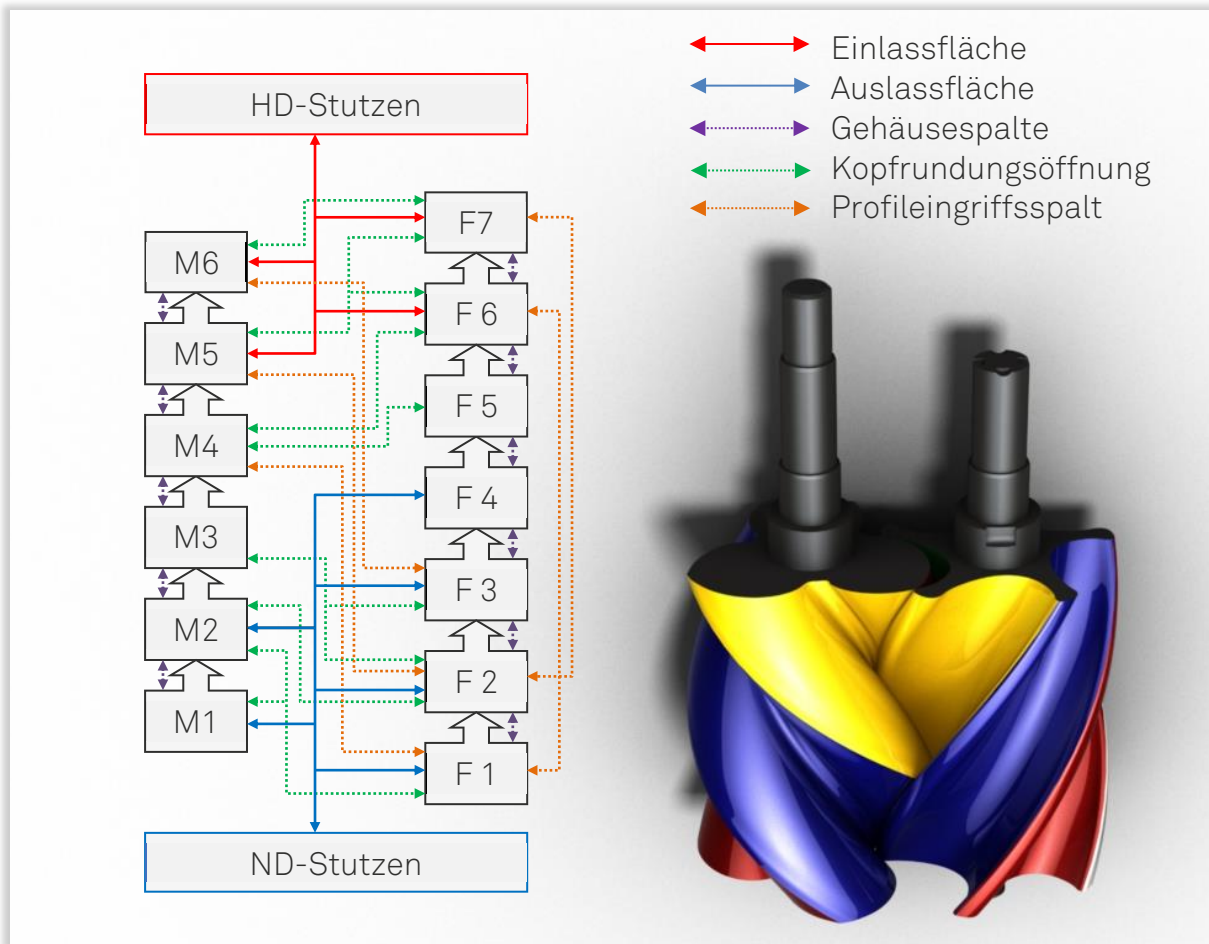 Einlassfläche
Auslassfläche
Gehäusespalte
Kopfrundungsöffnung
Profileingriffsspalt
HD-Stutzen
M6
M5
M4
M3
M2
M1
F7
F 6
F 5
F 4
F 3
F 2
F 1
ND-Stutzen